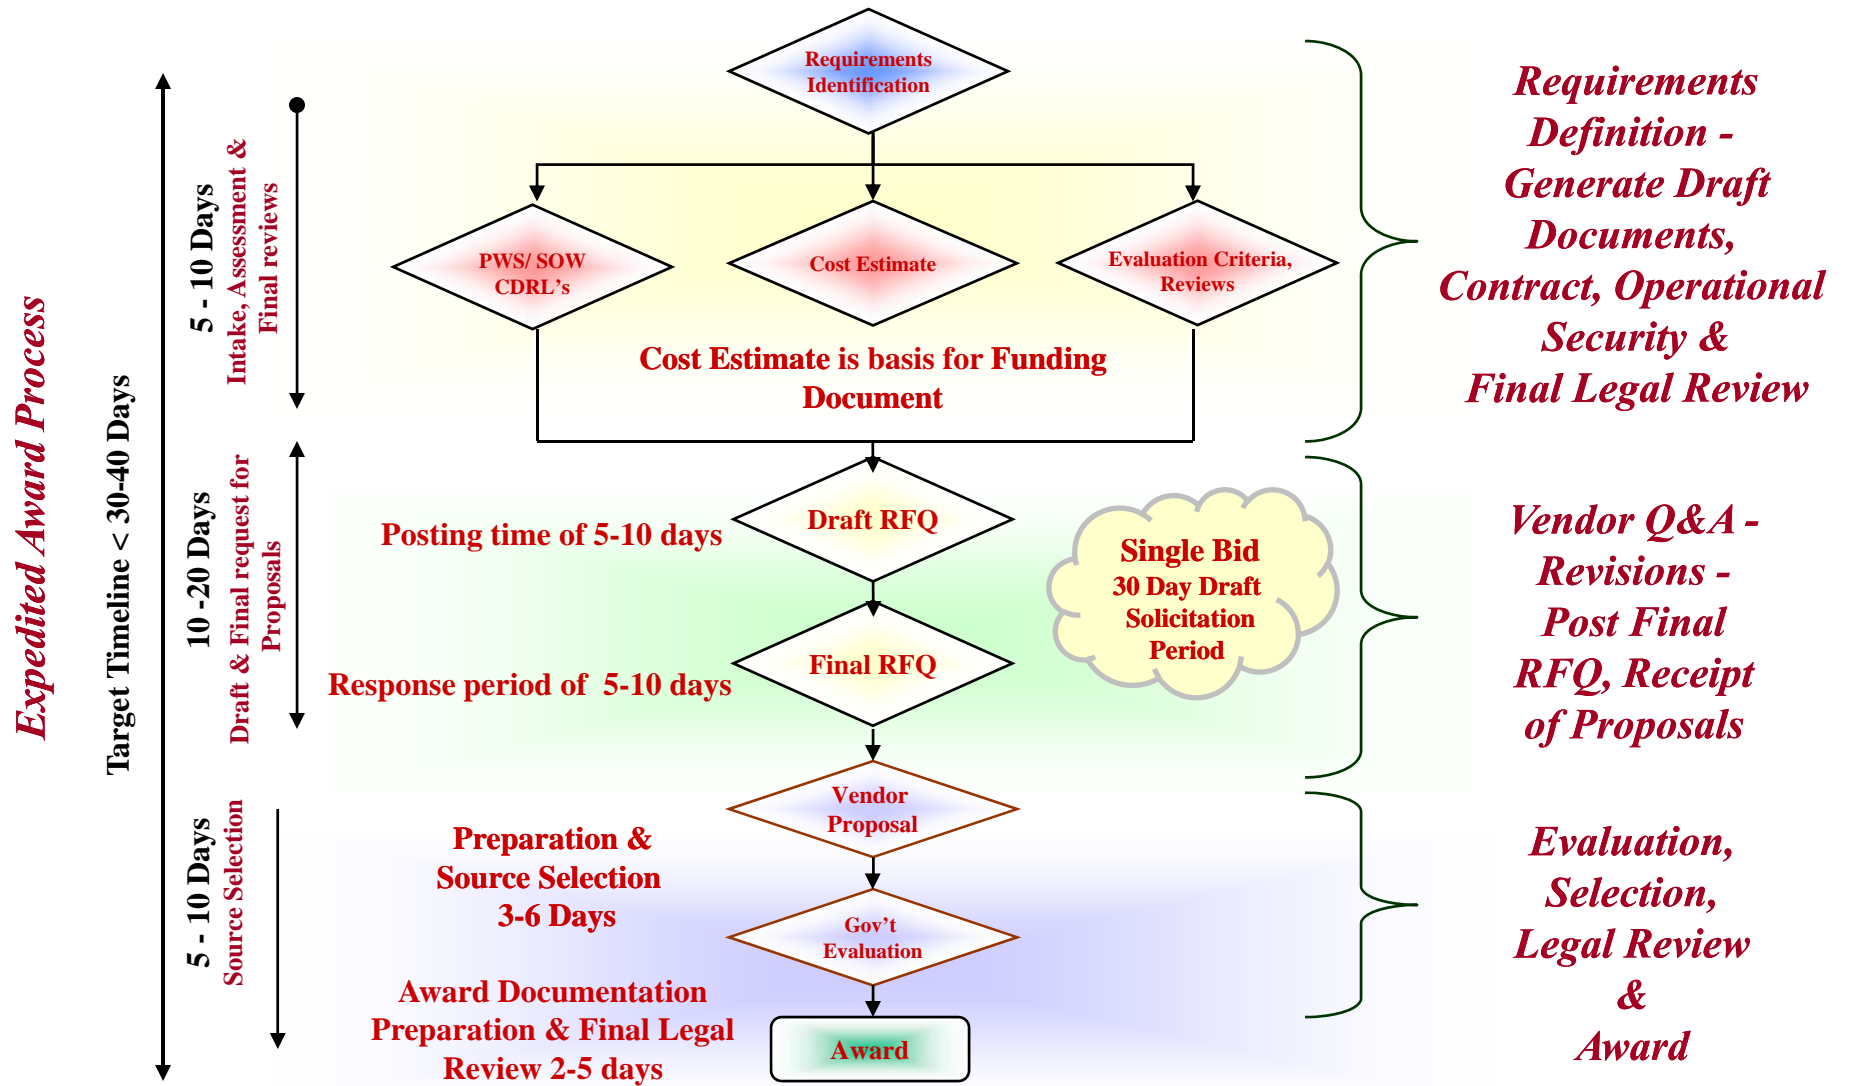 Expedited Award Process
Target Timeline < 30-40 Days
5 - 10 Days
Intake, Assessment &
Final reviews
10 -20 Days
Draft & Final request for
Proposals
5 - 10 Days
Source Selection
Requirements
Identification
PWS/ SOW
CDRL's
Cost Estimate
Evaluation Criteria,
Reviews
Cost Estimate is basis for Funding
Document
Draft RFQ
Posting time of 5-10 days
Single Bid
30 Day Draft
Solicitation
Period
Final RFQ
Response period of  5-10 days
Vendor
Proposal
Preparation &
Source Selection
3-6 Days
Gov't
Evaluation
Award Documentation
Preparation & Final Legal
Review 2-5 days
Award
Requirements
Definition -
Generate Draft
Documents,
Contract, Operational
Security &
Final Legal Review
Vendor Q&A -
Revisions -
Post Final
RFQ, Receipt
of Proposals
Evaluation,
Selection,
Legal Review
&
Award